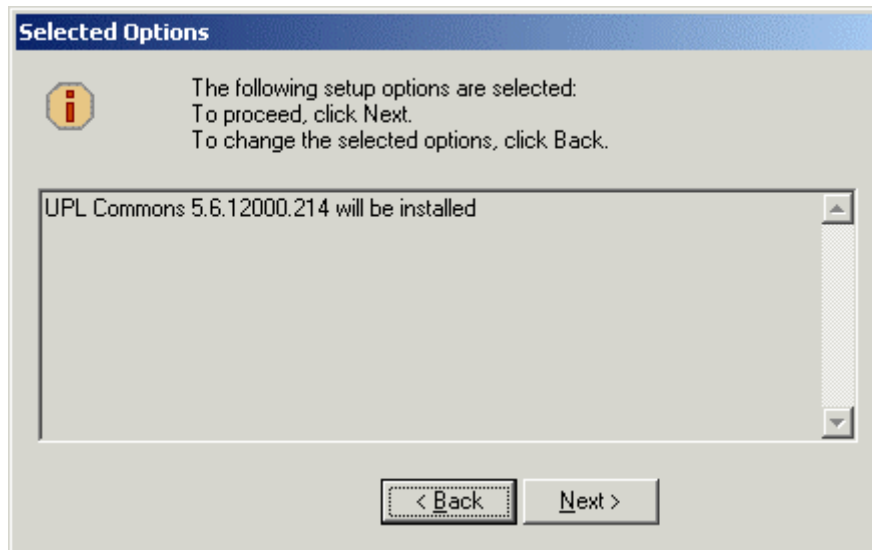 Selected Options
The following setup options are selected:
To proceed, click Next.
To change the selected options, click Back.
UPL Commons 5.6.12000.214 will be installed
< Back
Next >